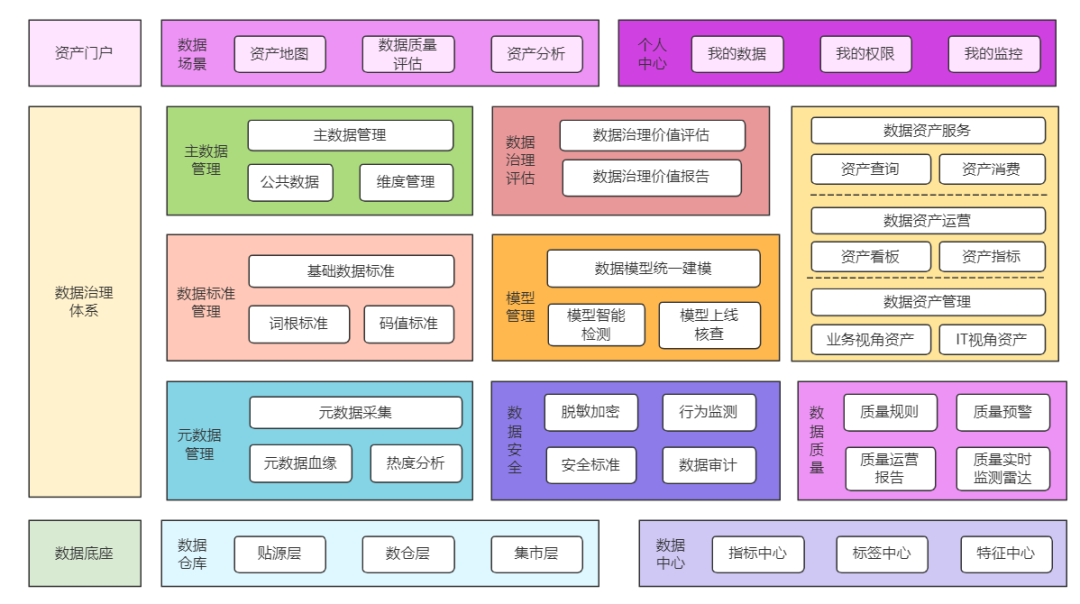 资产门户
数据
场景
资产地图
数据质量
评估
资产分析
个人
中心
我的数据
我的权限
我的监控
数据治理
体系
主数据
管理
主数据管理
公共数据
维度管理
数据
治理
评估
数据治理价值评估
数据治理价值报告
数据资产服务
资产查询
资产消费
数据资产运营
资产看板
资产指标
数据资产管理
业务视角资产
IT视角资产
数据标准
管理
基础数据标准
词根标准
码值标准
模型
管理
数据模型统一建模
模型智能
检测
模型上线
核查
元数据
管理
元数据采集
元数据血缘
热度分析
数
据
安
全
脱敏加密
行为监测
安全标准
数据审计
数
据
质
量
质量规则
质量预警
质量运营
报告
质量实时
监测雷达
数据底座
数据
仓库
贴源层
数仓层
集市层
数据
中心
指标中心
标签中心
特征中心